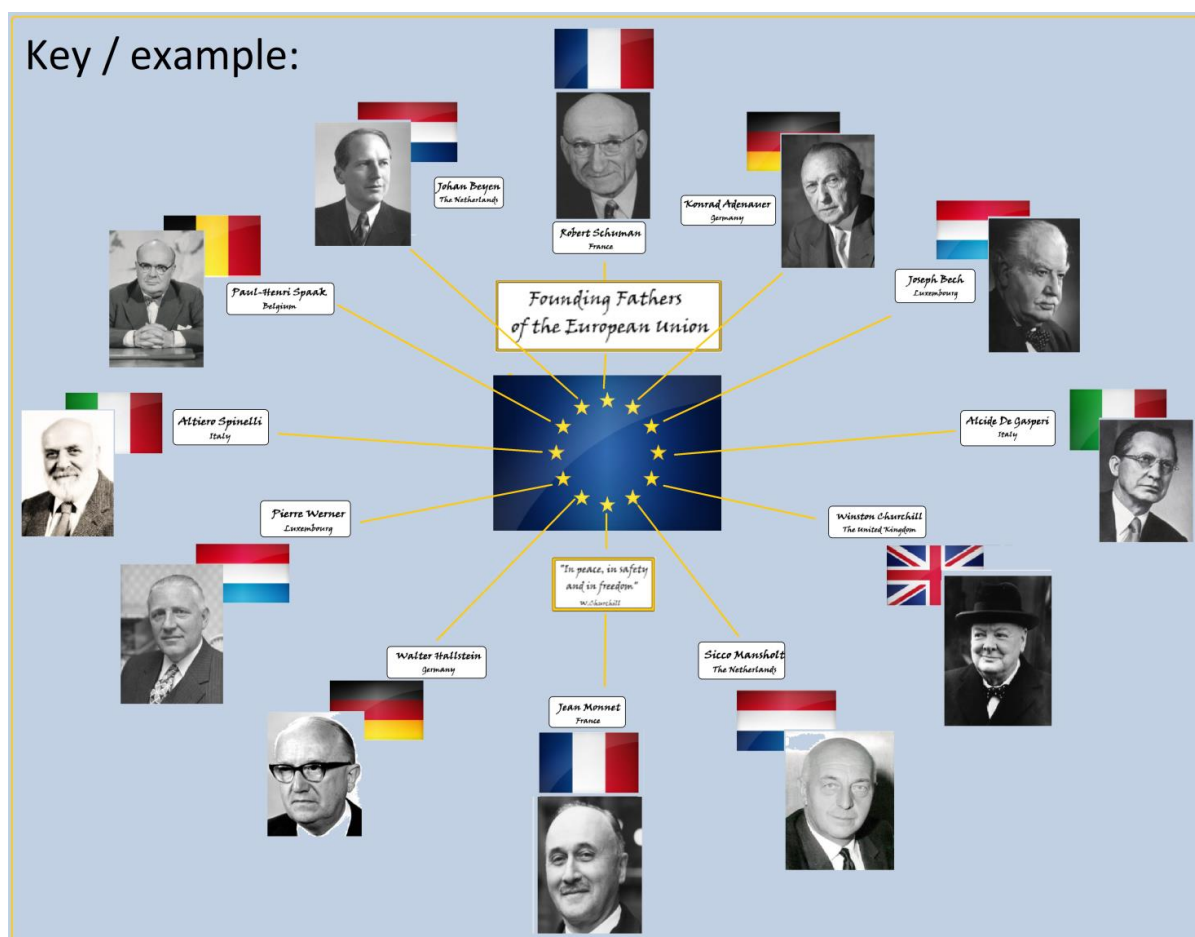 Key / example:
Johan Beyen
The Netherlands
Robert Schuman
France
Konrad Adenauer
Germany
Paul-Henri Spaak
Belgium
Joseph Bech
Luxembourg
Founding Fathers
of the European Union
Altiero Spinelli
Italy
Alcide De Gasperi
Italy
Pierre Werner
Luxembourg
Winston Churchill
The United Kingdom
"In peace, in safety
and in freedom"
W.Churchill
Walter Hallstein
Germany
Sicco Mansholt
The Netherlands
Jean Monnet
France